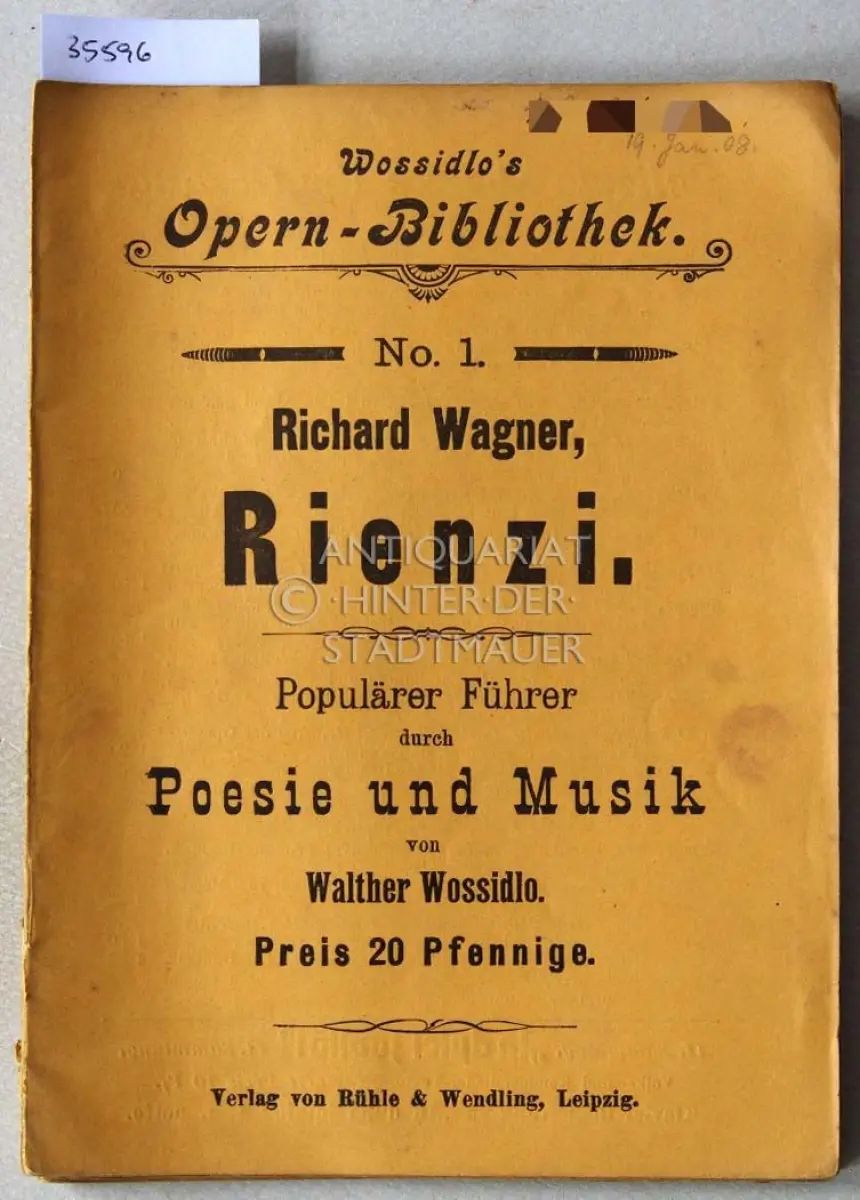 35596
19. Jan. 08.
Wossidlo's
Opern-Bibliothek.
No. 1.
Richard Wagner,
Rienzi.
ANTIQUARIAT
© ·HINTER·DER·
STADTMAUER
Populärer Führer
durch
Poesie und Musik
von
Walther Wossidlo.
Preis 20 Pfennige.
Verlag von Rühle & Wendling, Leipzig.